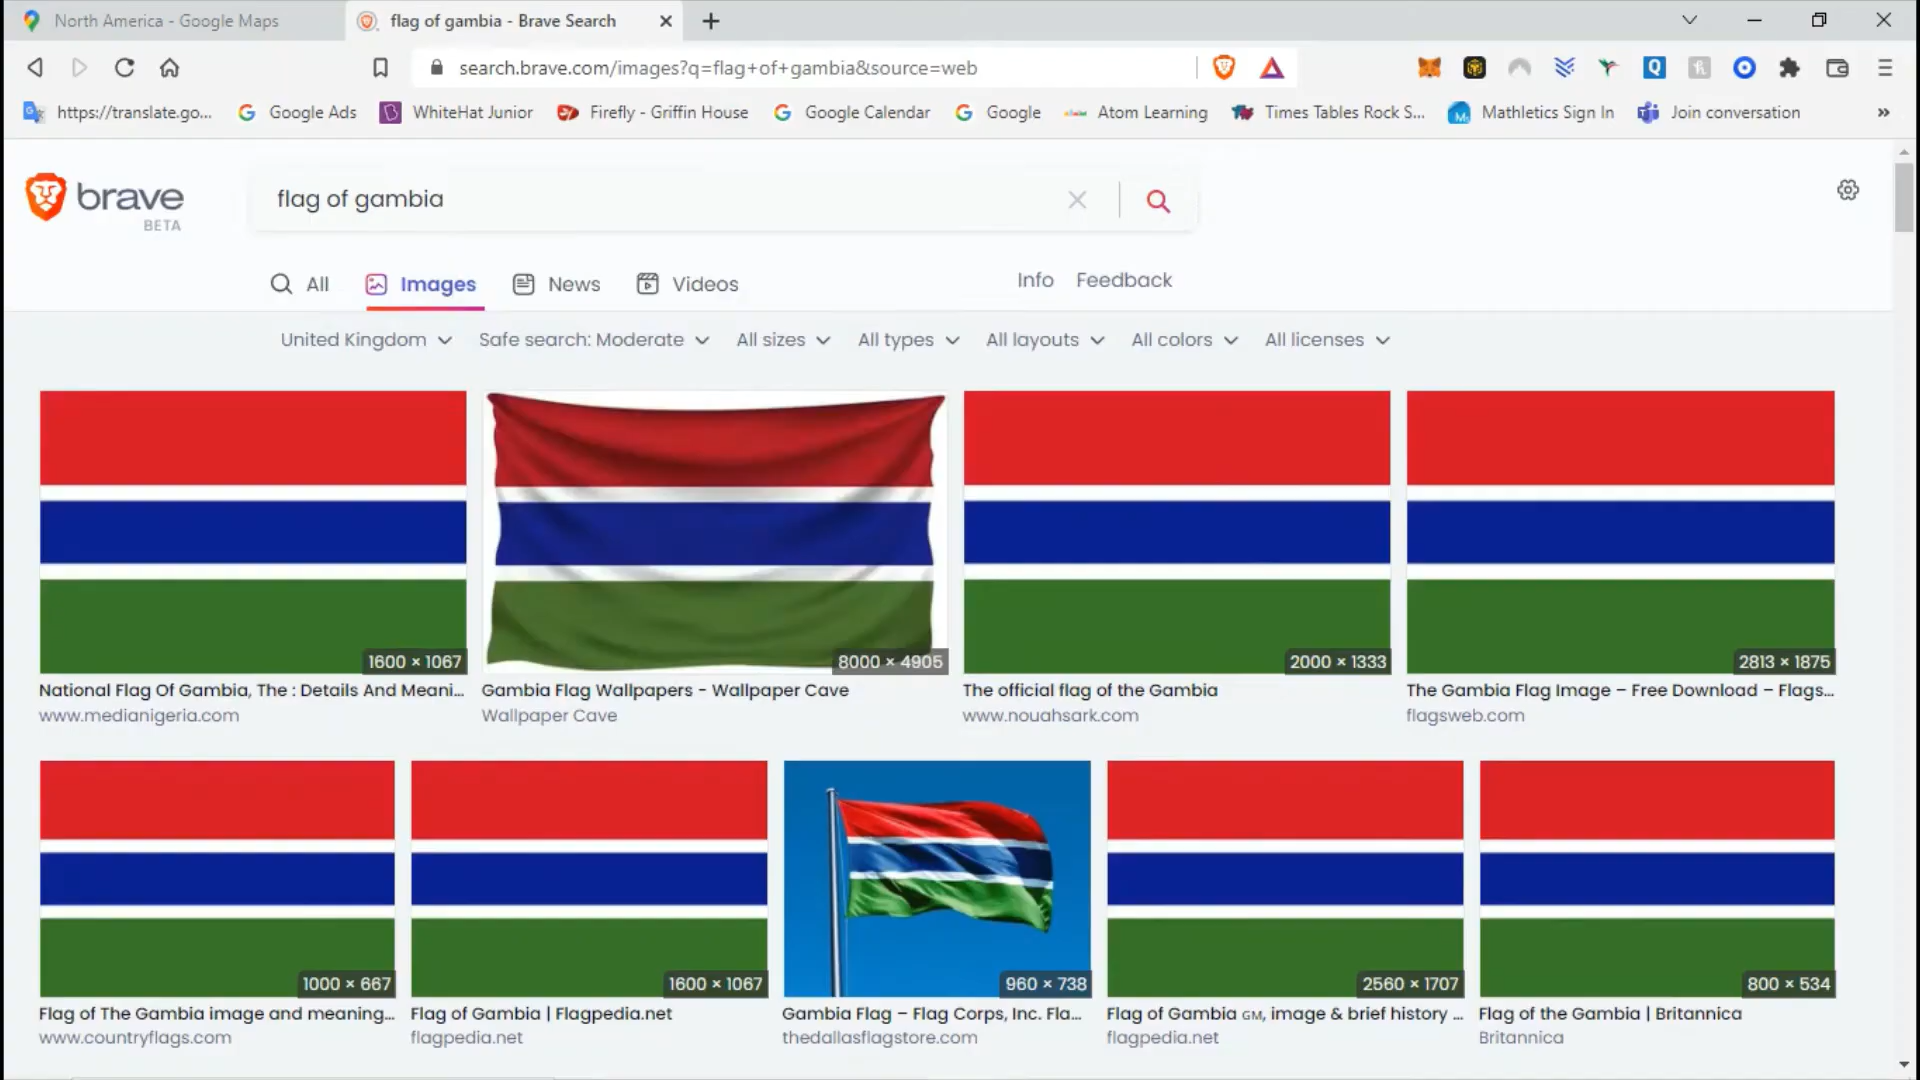 North America - Google Maps
flag of gambia - Brave Search
search.brave.com/images?q=flag+of+gambia&source=web
https://translate.go...
Google Ads
WhiteHat Junior
Firefly - Griffin House
Google Calendar
Google
Atom Learning
Times Tables Rock S...
Mathletics Sign In
Join conversation
brave
BETA
flag of gambia
All
Images
News
Videos
Info
Feedback
United Kingdom
Safe search: Moderate
All sizes
All types
All layouts
All colors
All licenses
1600 × 1067
8000 × 4905
2000 × 1333
2813 × 1875
National Flag Of Gambia, The : Details And Meani...
Gambia Flag Wallpapers - Wallpaper Cave
The official flag of the Gambia
The Gambia Flag Image – Free Download – Flags...
www.medianigeria.com
Wallpaper Cave
www.nouahsark.com
flagsweb.com
1000 × 667
1600 × 1067
960 × 738
2560 × 1707
800 × 534
Flag of The Gambia image and meaning...
Flag of Gambia | Flagpedia.net
Gambia Flag – Flag Corps, Inc. Fla...
Flag of Gambia GM, image & brief history ...
Flag of the Gambia | Britannica
www.countryflags.com
flagpedia.net
thedallasflagstore.com
flagpedia.net
Britannica